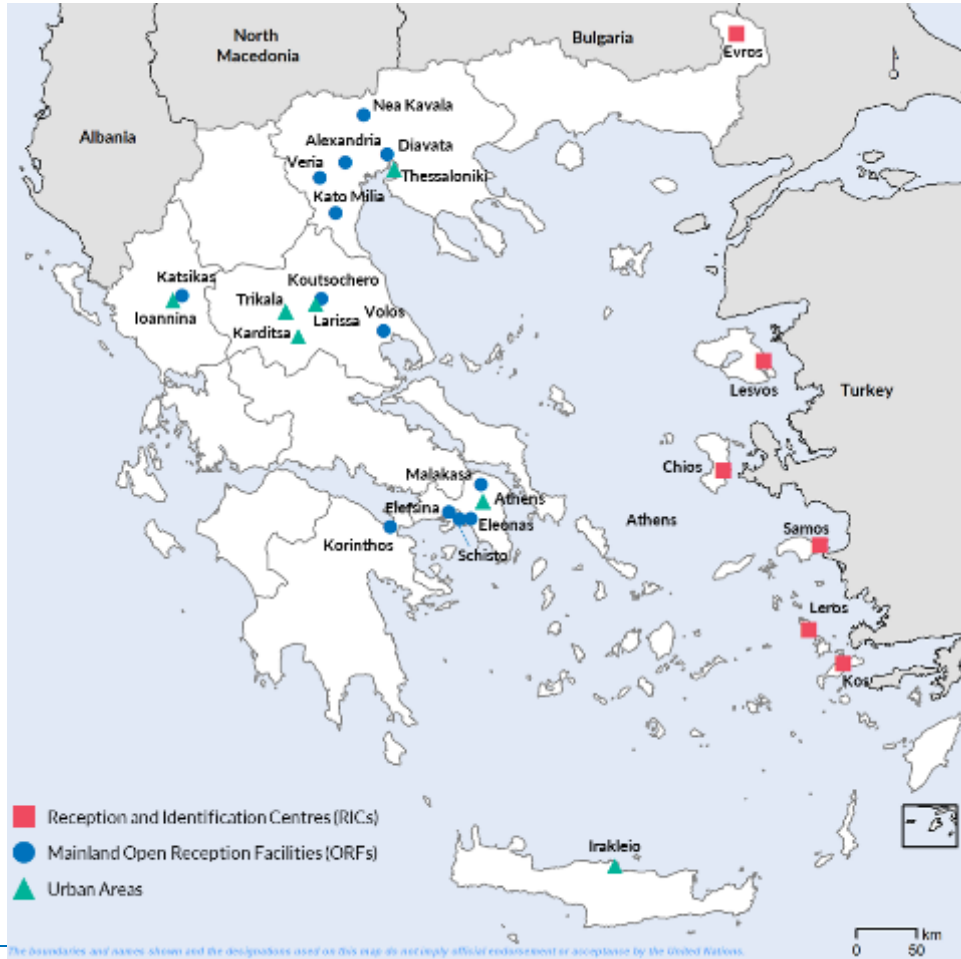 North
Macedonia
Bulgaria
Evros
Albania
Nea Kavala
Alexandria
Diavata
Veria
Thessaloniki
Kato Milia
Katsikas
Ioannina
Koutsochero
Trikala
Larissa
Volos
Karditsa
Lesvos
Turkey
Chios
Malakasa
Athens
Elefsina
Eleonas
Athens
Korinthos
Schisto
Samos
Leros
Kos
Reception and Identification Centres (RICs)
Mainland Open Reception Facilities (ORFs)
Urban Areas
Irakleio
km
0 50
The boundaries and names shown and the designations used on this map do not imply official endorsement or acceptance by the United Nations.